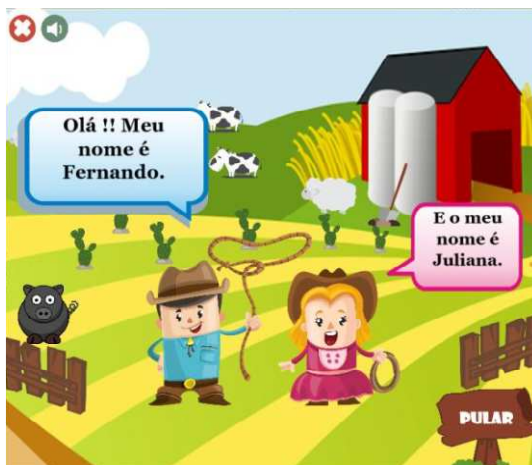 Olá !! Meu
nome é
Fernando.
E o meu
nome é
Juliana.
PULAR